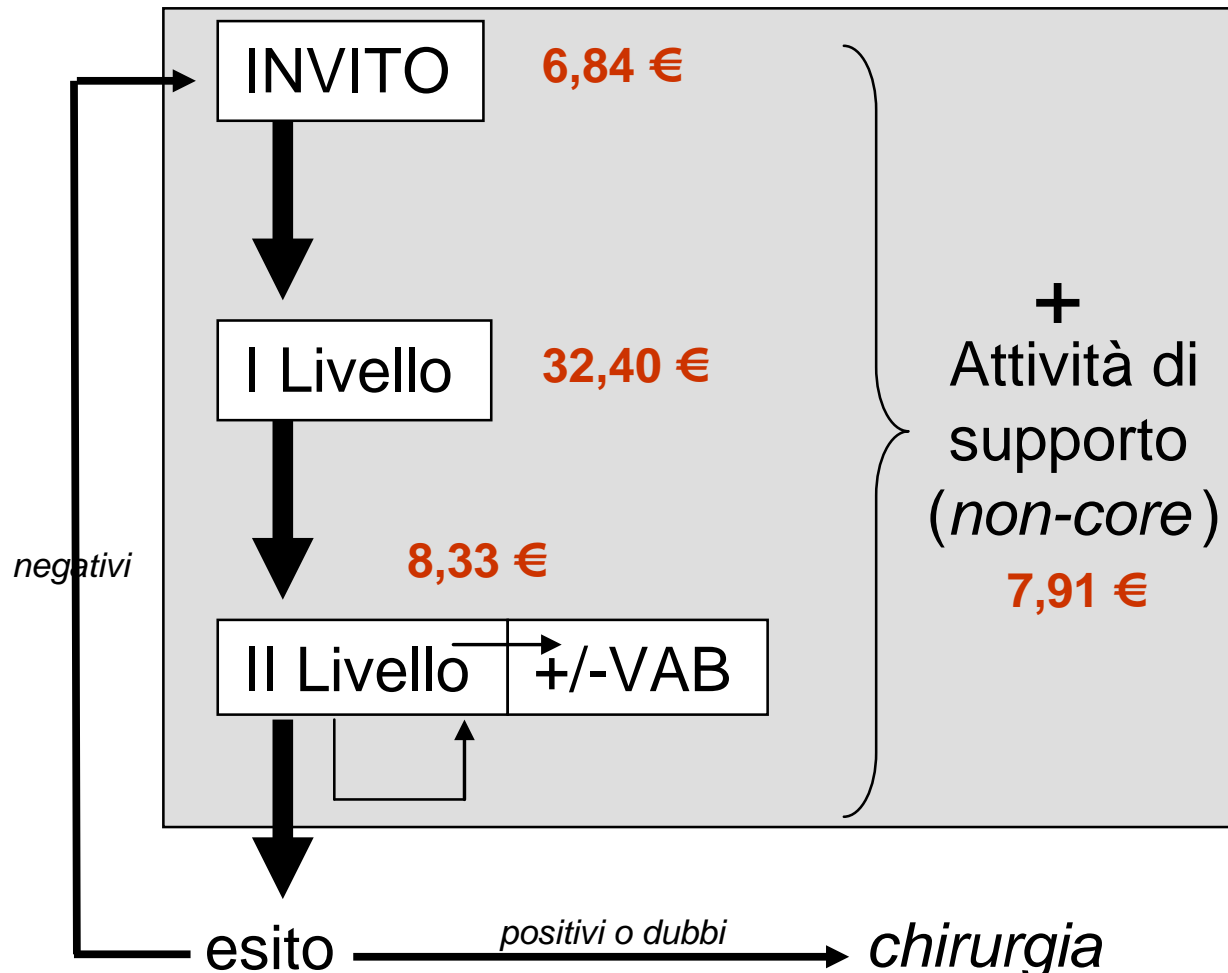 INVITO
6,84 €
I Livello
32,40 €
+
Attività di
supporto
(non-core)
7,91 €
8,33 €
negativi
II Livello
+/-VAB
esito
positivi o dubbi
chirurgia